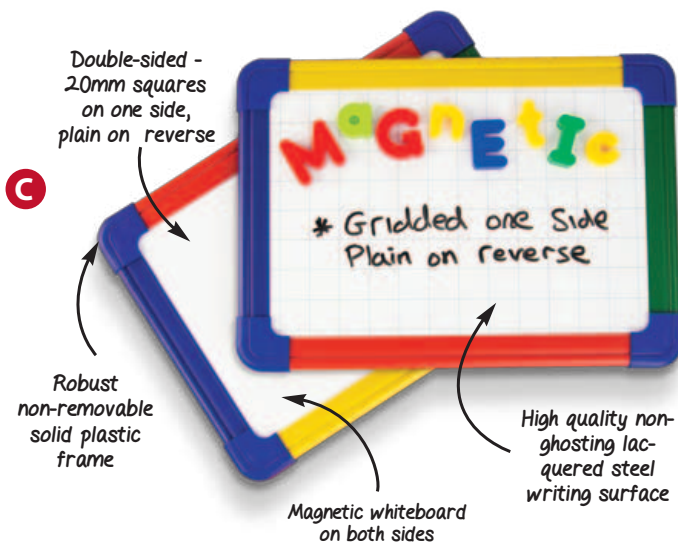 Double-sided -
20mm squares
on one side,
plain on reverse
C
MaGnEtIc
* Gridded one Side
Plain on reverse
Robust
non-removable
solid plastic
frame
Magnetic whiteboard
on both sides
High quality non-
ghosting lac-
quered steel
writing surface